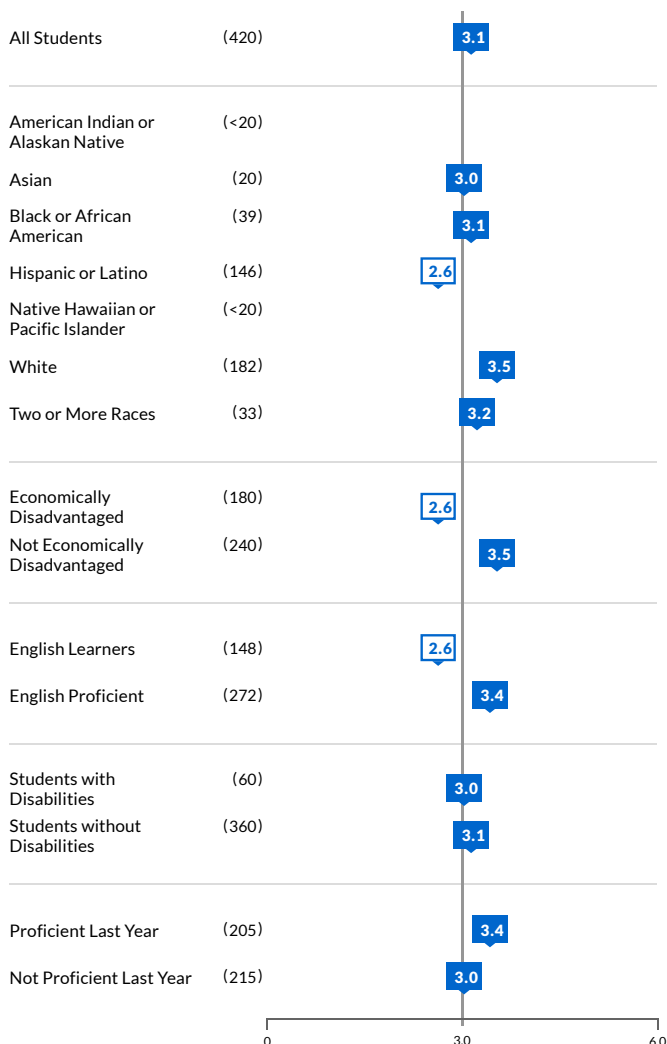 All Students (420) 3.1
American Indian or (<20)
Alaskan Native
Asian (20) 3.0
Black or African (39) 3.1
American
Hispanic or Latino (146) 2.6
Native Hawaiian or (<20)
Pacific Islander
White (182) 3.5
Two or More Races (33) 3.2
Economically (180) 2.6
Disadvantaged
Not Economically (240) 3.5
Disadvantaged
English Learners (148) 2.6
English Proficient (272) 3.4
Students with (60) 3.0
Disabilities
Students without (360) 3.1
Disabilities
Proficient Last Year (205) 3.4
Not Proficient Last Year (215) 3.0
0 3.0 6.0